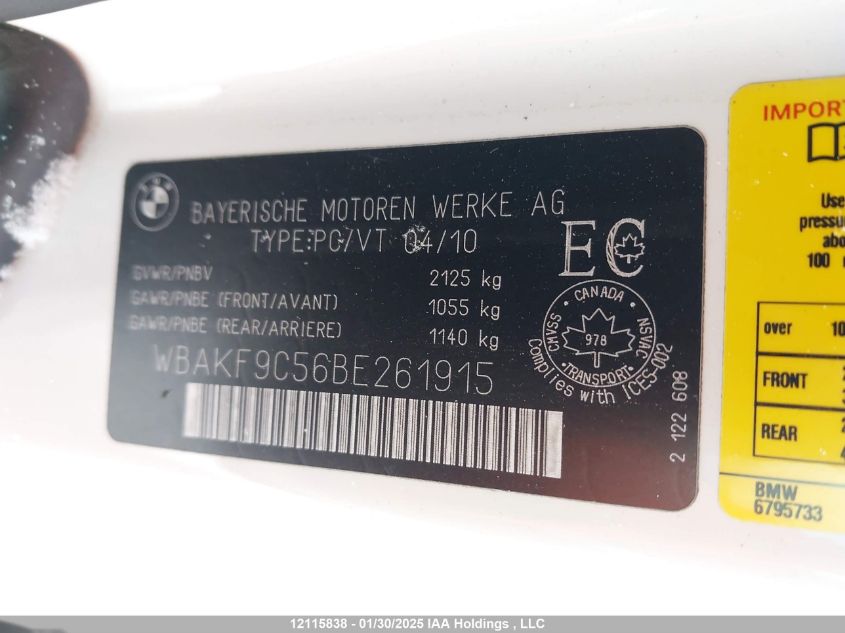 BMW
BAYERISCHE MOTOREN WERKE AG
TYPE:PC/VT 04/10
GVWR/PNBV 2125 kg
GAWR/PNBE (FRONT/AVANT) 1055 kg
GAWR/PNBE (REAR/ARRIERE) 1140 kg
WBAKF9C56BE261915
EC
CANADA
CMVSS
NSVAC
978
TRANSPORT
Complies with ICES-002
2 122 608
IMPORT
Use
pressu
abo
100
over 10
FRONT
REAR
BMW
6795733
12115838 - 01/30/2025 IAA Holdings , LLC